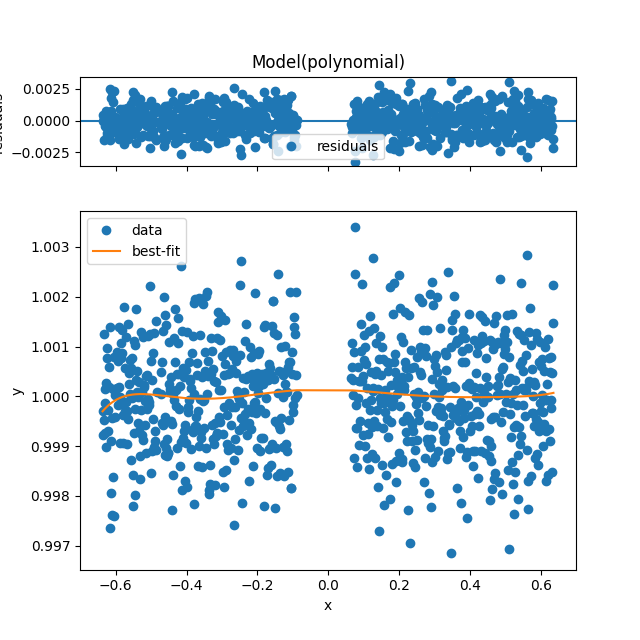 Model(polynomial)
0.0025
0.0000
−0.0025
residuals
residuals
1.003
1.002
1.001
1.000
0.999
0.998
0.997
y
data
best-fit
−0.6
−0.4
−0.2
0.0
0.2
0.4
0.6
x